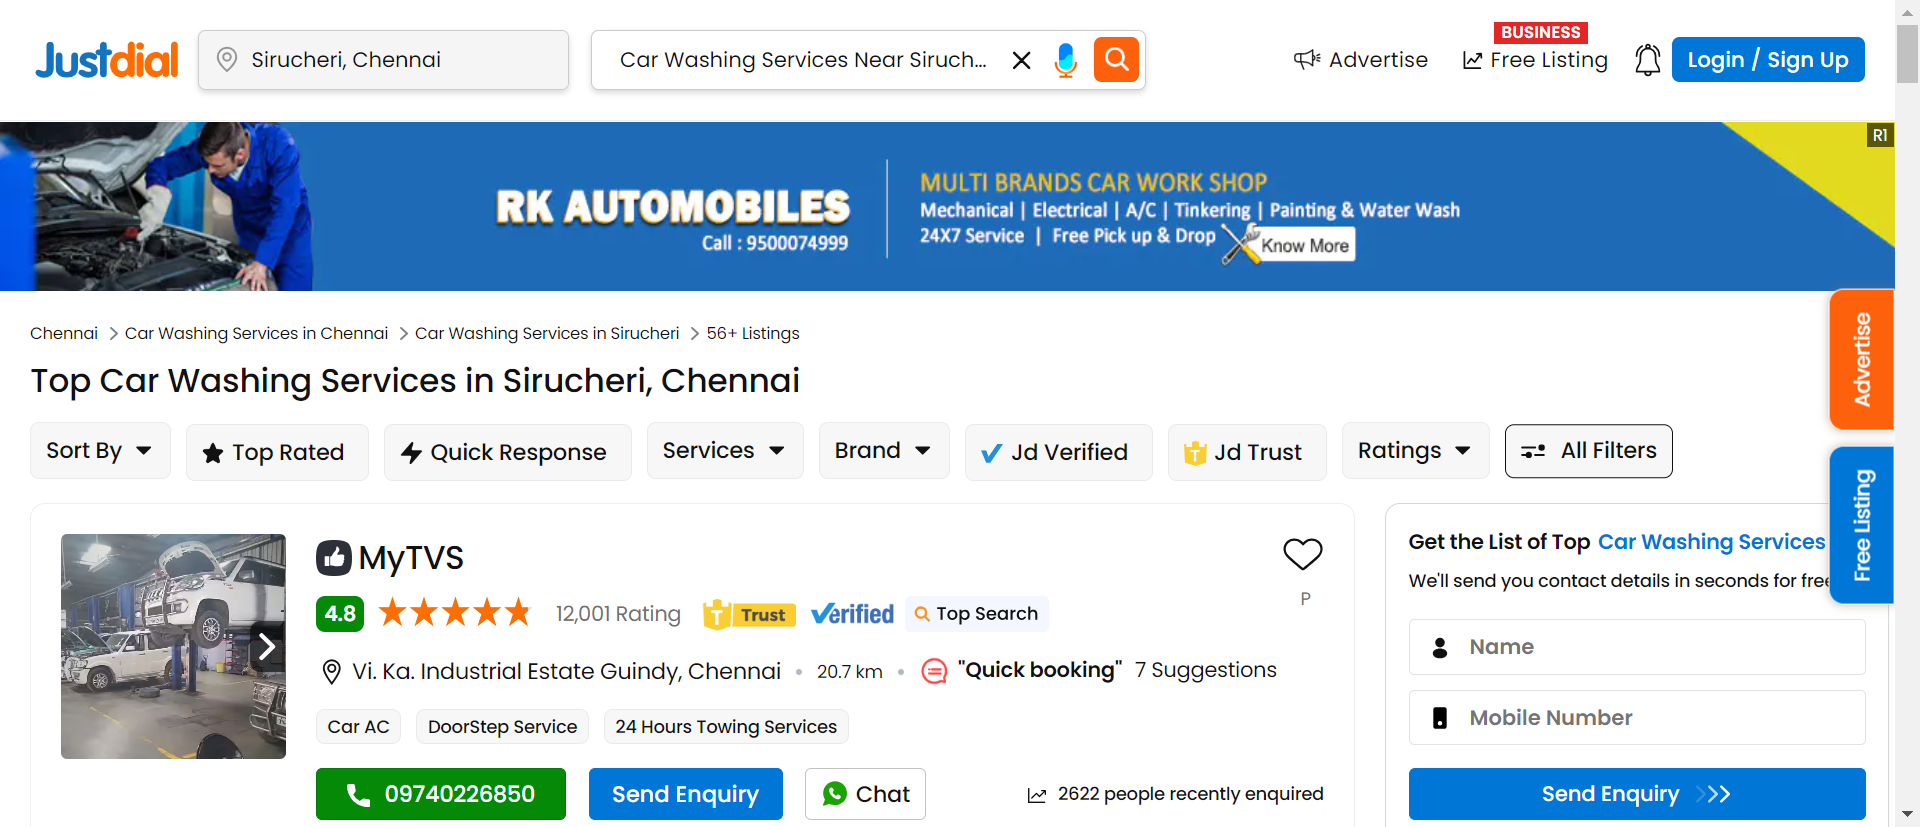 Justdial
Sirucheri, Chennai
Car Washing Services Near Siruch...
Advertise
BUSINESS
Free Listing
Login / Sign Up
R1
RK AUTOMOBILES
Call : 9500074999
MULTI BRANDS CAR WORK SHOP
Mechanical | Electrical | A/C | Tinkering | Painting & Water Wash
24X7 Service | Free Pick up & Drop
Know More
Chennai > Car Washing Services in Chennai > Car Washing Services in Sirucheri > 56+ Listings
Top Car Washing Services in Sirucheri, Chennai
Sort By
Top Rated
Quick Response
Services
Brand
Jd Verified
T Jd Trust
Ratings
All Filters
MyTVS
4.8
12,001 Rating
T Trust
Verified
Top Search
Vi. Ka. Industrial Estate Guindy, Chennai • 20.7 km • "Quick booking" 7 Suggestions
Car AC
DoorStep Service
24 Hours Towing Services
09740226850
Send Enquiry
Chat
2622 people recently enquired
P
Get the List of Top Car Washing Services
We'll send you contact details in seconds for fre
Name
Mobile Number
Send Enquiry
Advertise
Free Listing